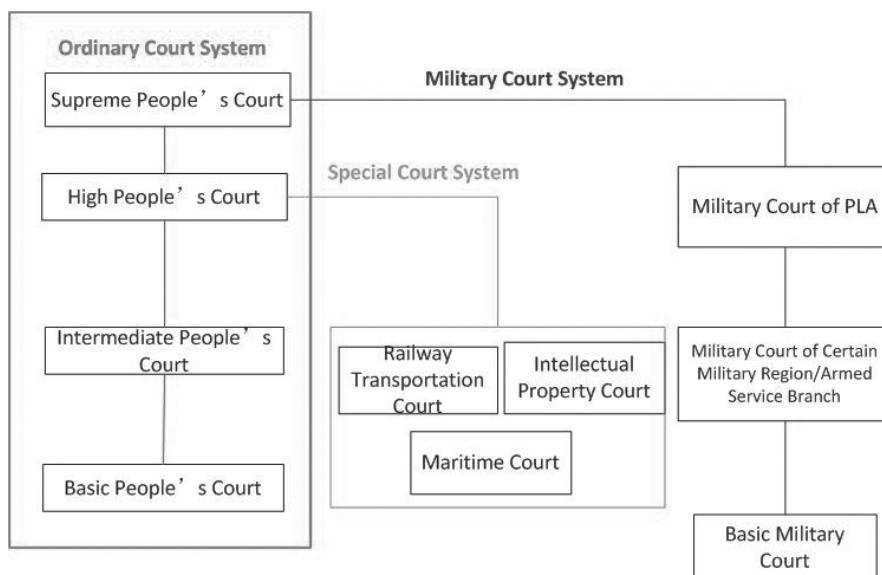 Ordinary Court System
Supreme People’s Court
Military Court System
High People’s Court
Special Court System
Military Court of PLA
Intermediate People’s
Court
Railway
Transportation
Court
Intellectual
Property Court
Military Court of Certain
Military Region/Armed
Service Branch
Maritime Court
Basic People’s Court
Basic Military
Court